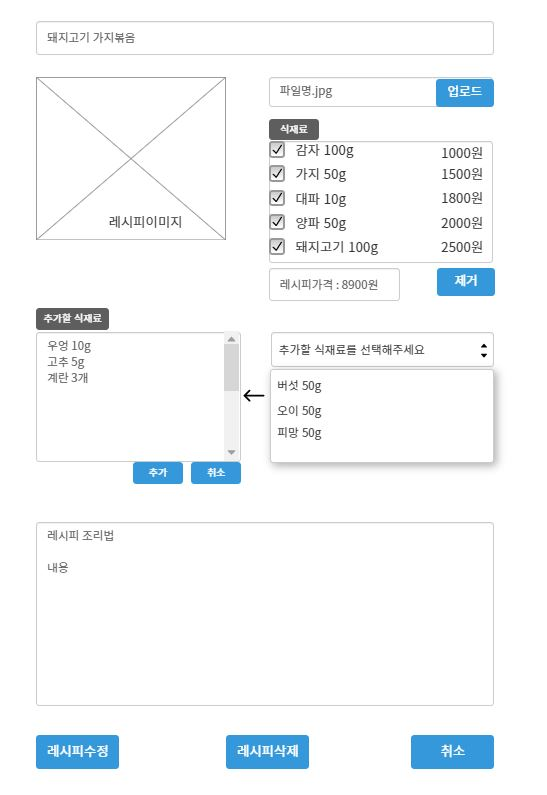 돼지고기 가지볶음
파일명.jpg 업로드
레시피이미지
식재료
감자 100g 1000원
가지 50g 1500원
대파 10g 1800원
양파 50g 2000원
돼지고기 100g 2500원
레시피가격 : 8900원 제거
추가할 식재료
우엉 10g
고추 5g
계란 3개
추가 취소
추가할 식재료를 선택해주세요
버섯 50g
오이 50g
피망 50g
레시피 조리법
내용
레시피수정 레시피삭제 취소